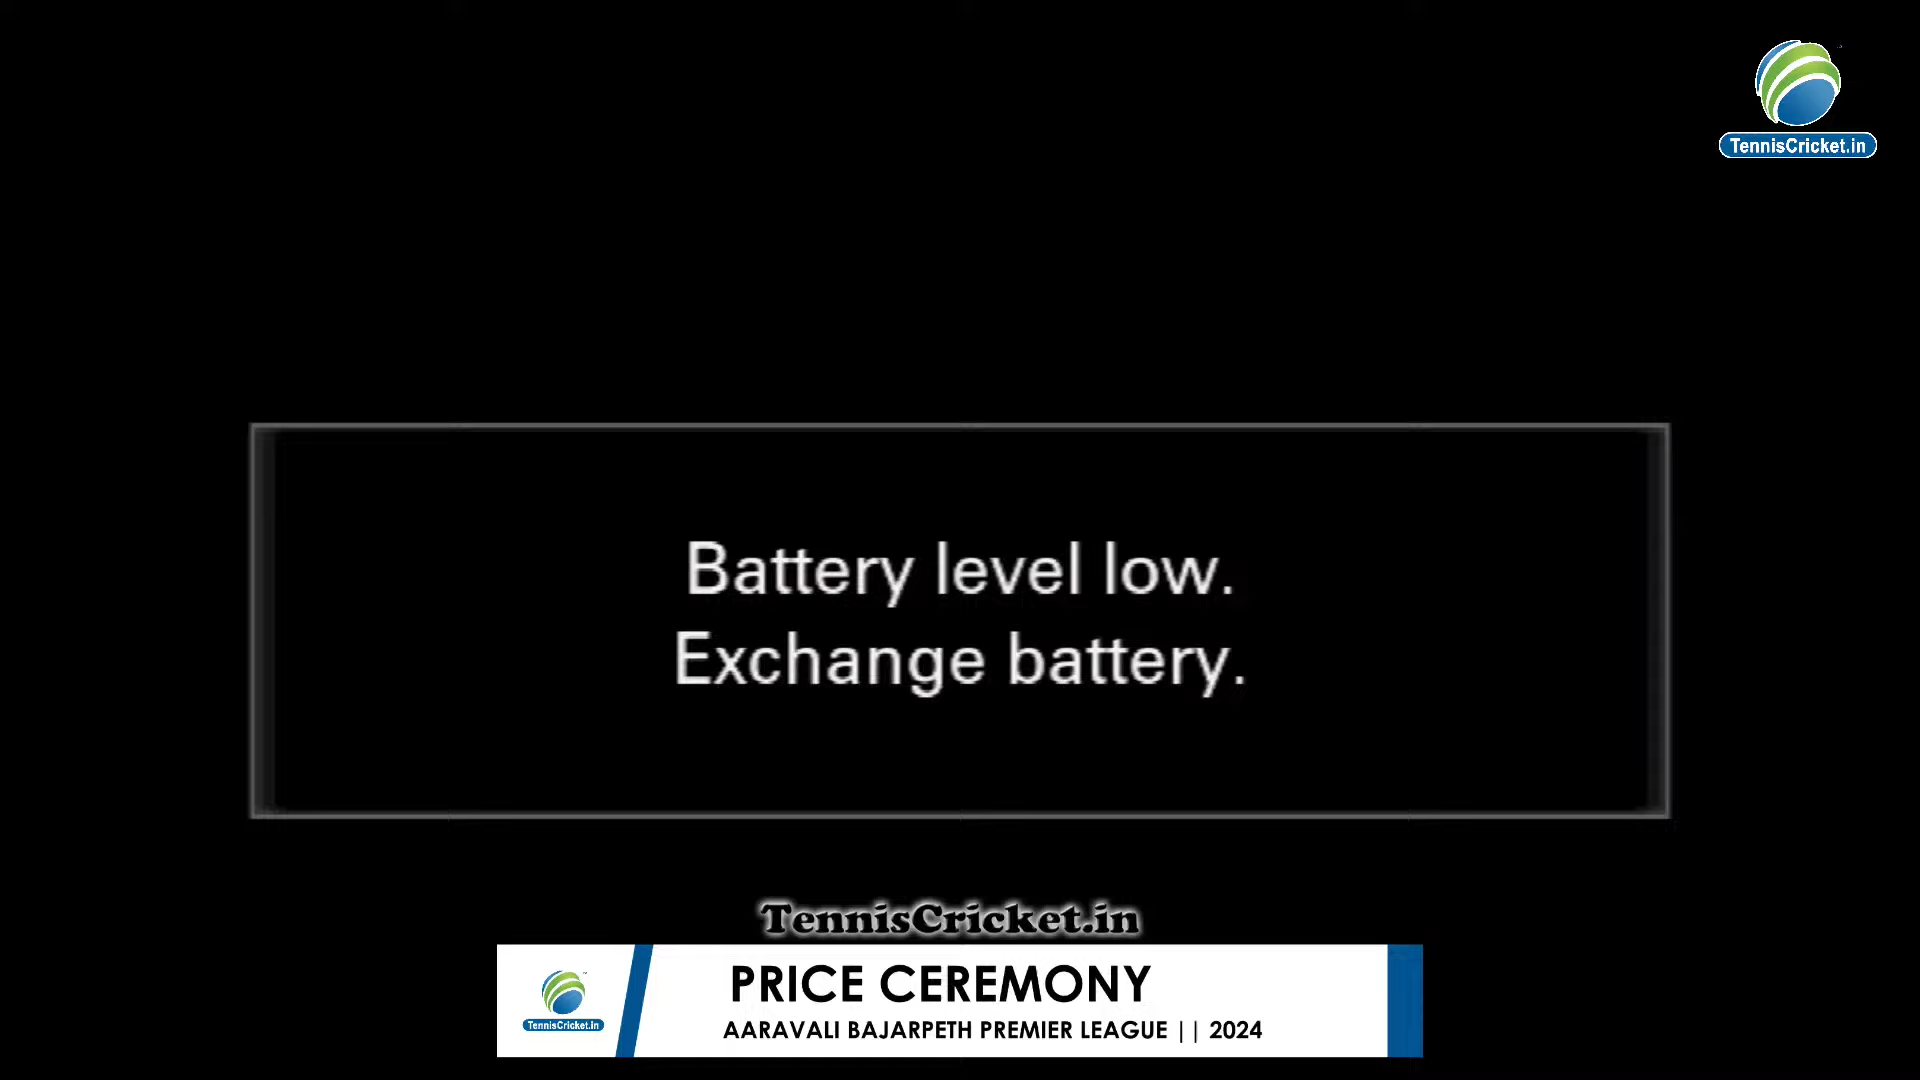 TennisCricket.in
Battery level low.
Exchange battery.
TennisCricket.in
PRICE CEREMONY
TennisCricket.in
AARAVALI BAJARPETH PREMIER LEAGUE || 2024